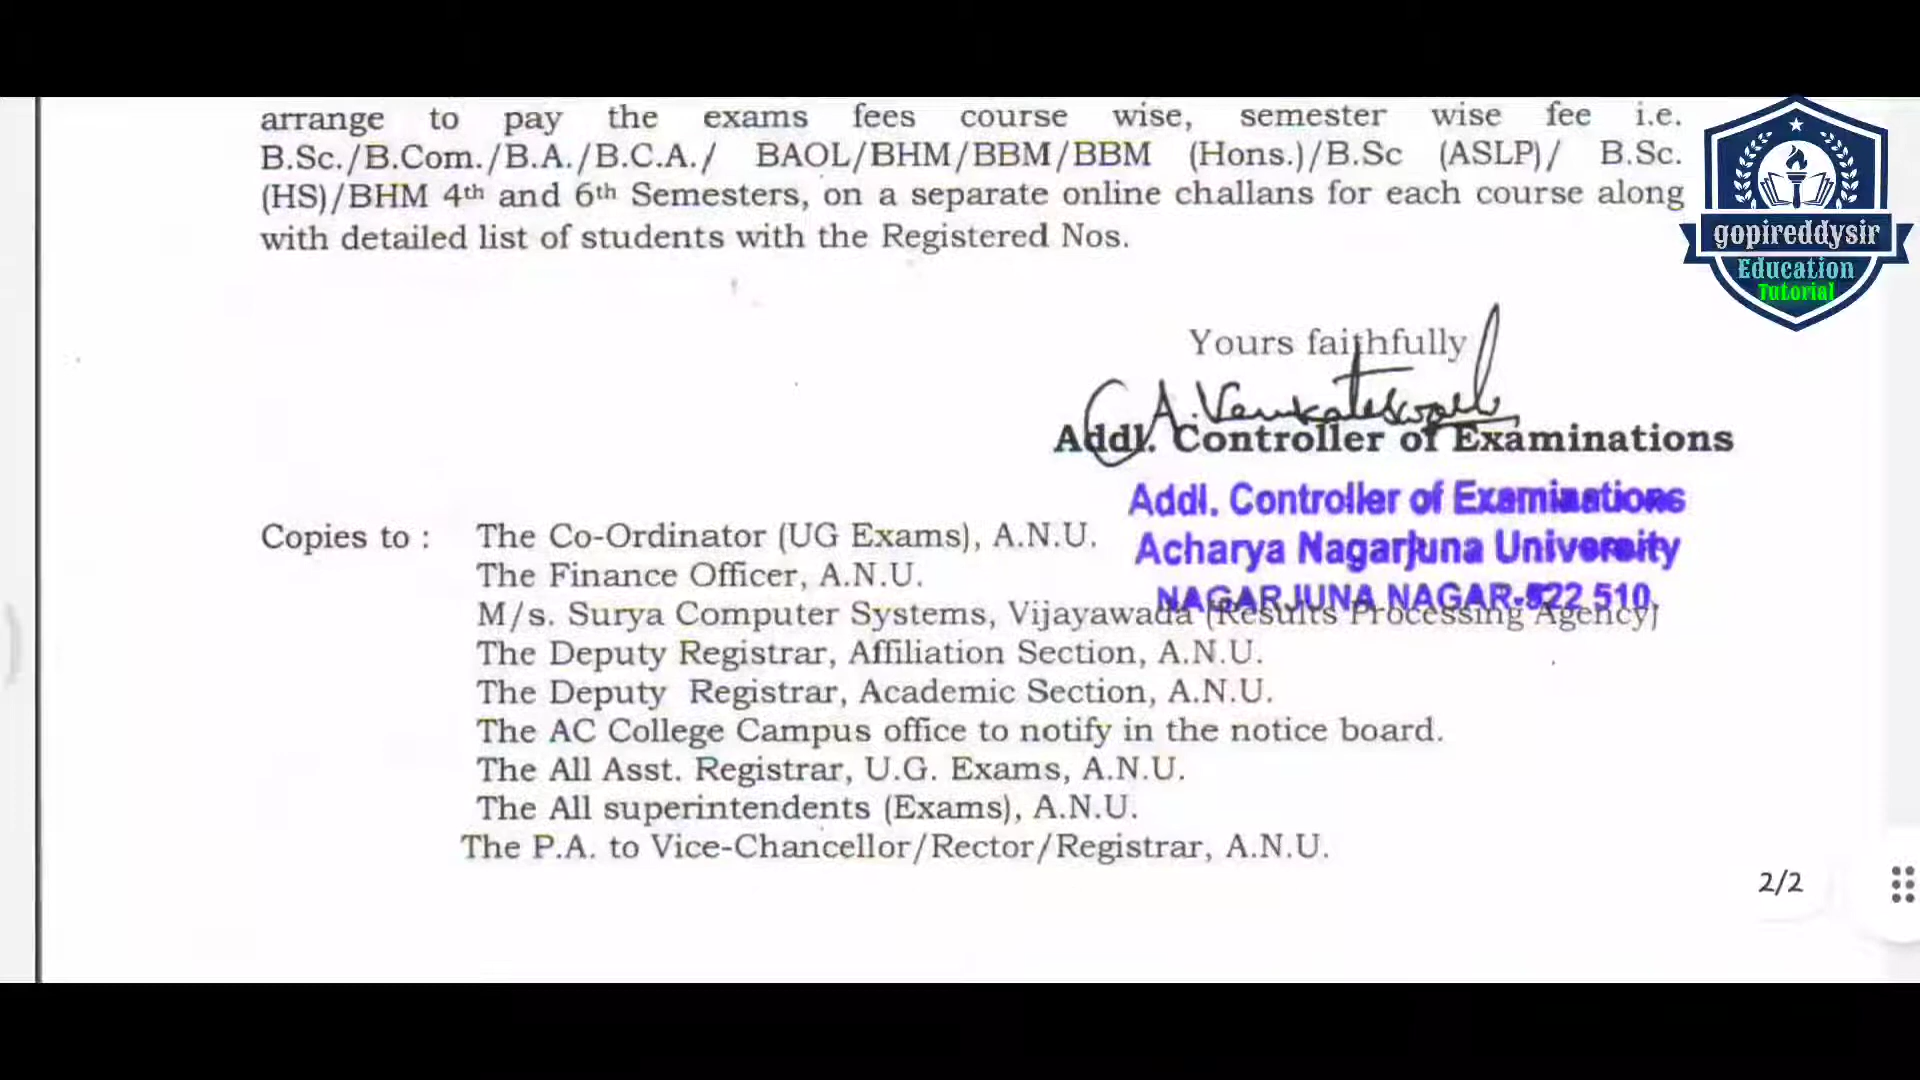 arrange to pay the exams fees course wise, semester wise fee i.e.
B.Sc./B.Com./B.A./B.C.A./ BAOL/BHM/BBM/BBM (Hons.)/B.Sc (ASLP)/ B.Sc.
(HS)/BHM 4th and 6th Semesters, on a separate online challans for each course along
with detailed list of students with the Registered Nos.
gopireddysir
Education
Tutorial
Yours faithfully
A. Venkateswarlu
Addl. Controller of Examinations
Addl. Controller of Examinations
Acharya Nagarjuna University
NAGARJUNA NAGAR-522 510.
Copies to : The Co-Ordinator (UG Exams), A.N.U.
The Finance Officer, A.N.U.
M/s. Surya Computer Systems, Vijayawada (Results Processing Agency)
The Deputy Registrar, Affiliation Section, A.N.U.
The Deputy Registrar, Academic Section, A.N.U.
The AC College Campus office to notify in the notice board.
The All Asst. Registrar, U.G. Exams, A.N.U.
The All superintendents (Exams), A.N.U.
The P.A. to Vice-Chancellor/Rector/Registrar, A.N.U.
2/2